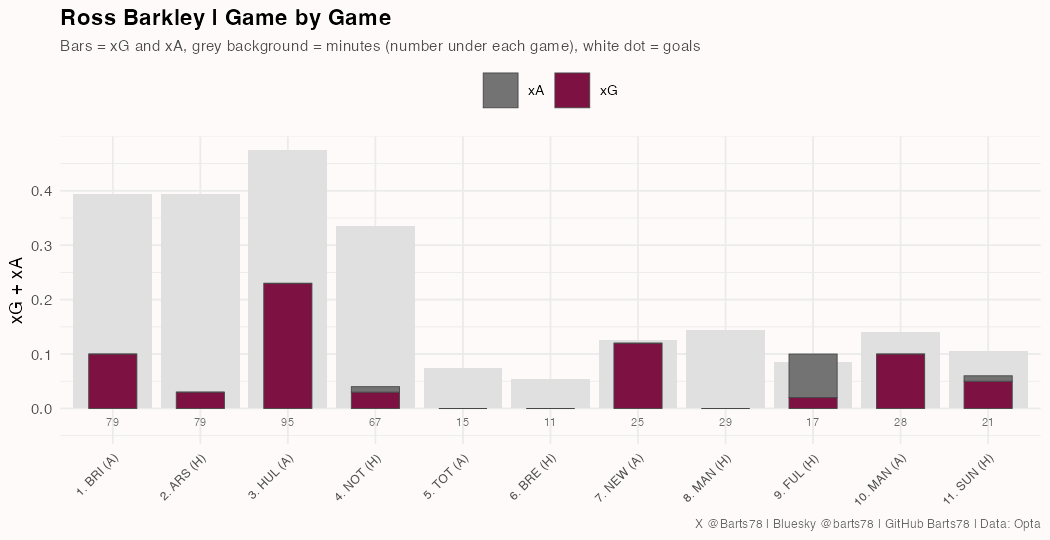 Ross Barkley | Game by Game
Bars = xG and xA, grey background = minutes (number under each game), white dot = goals
xA xG
xG + xA
0.4
0.3
0.2
0.1
0.0
79 79 95 67 15 11 25 29 17 28 21
1. BRI (A) 2. ARS (H) 3. HUL (A) 4. NOT (H) 5. TOT (A) 6. BRE (H) 7. NEW (A) 8. MAN (H) 9. FUL (H) 10. MAN (A) 11. SUN (H)
X @Barts78 | Bluesky @barts78 | GitHub Barts78 | Data: Opta